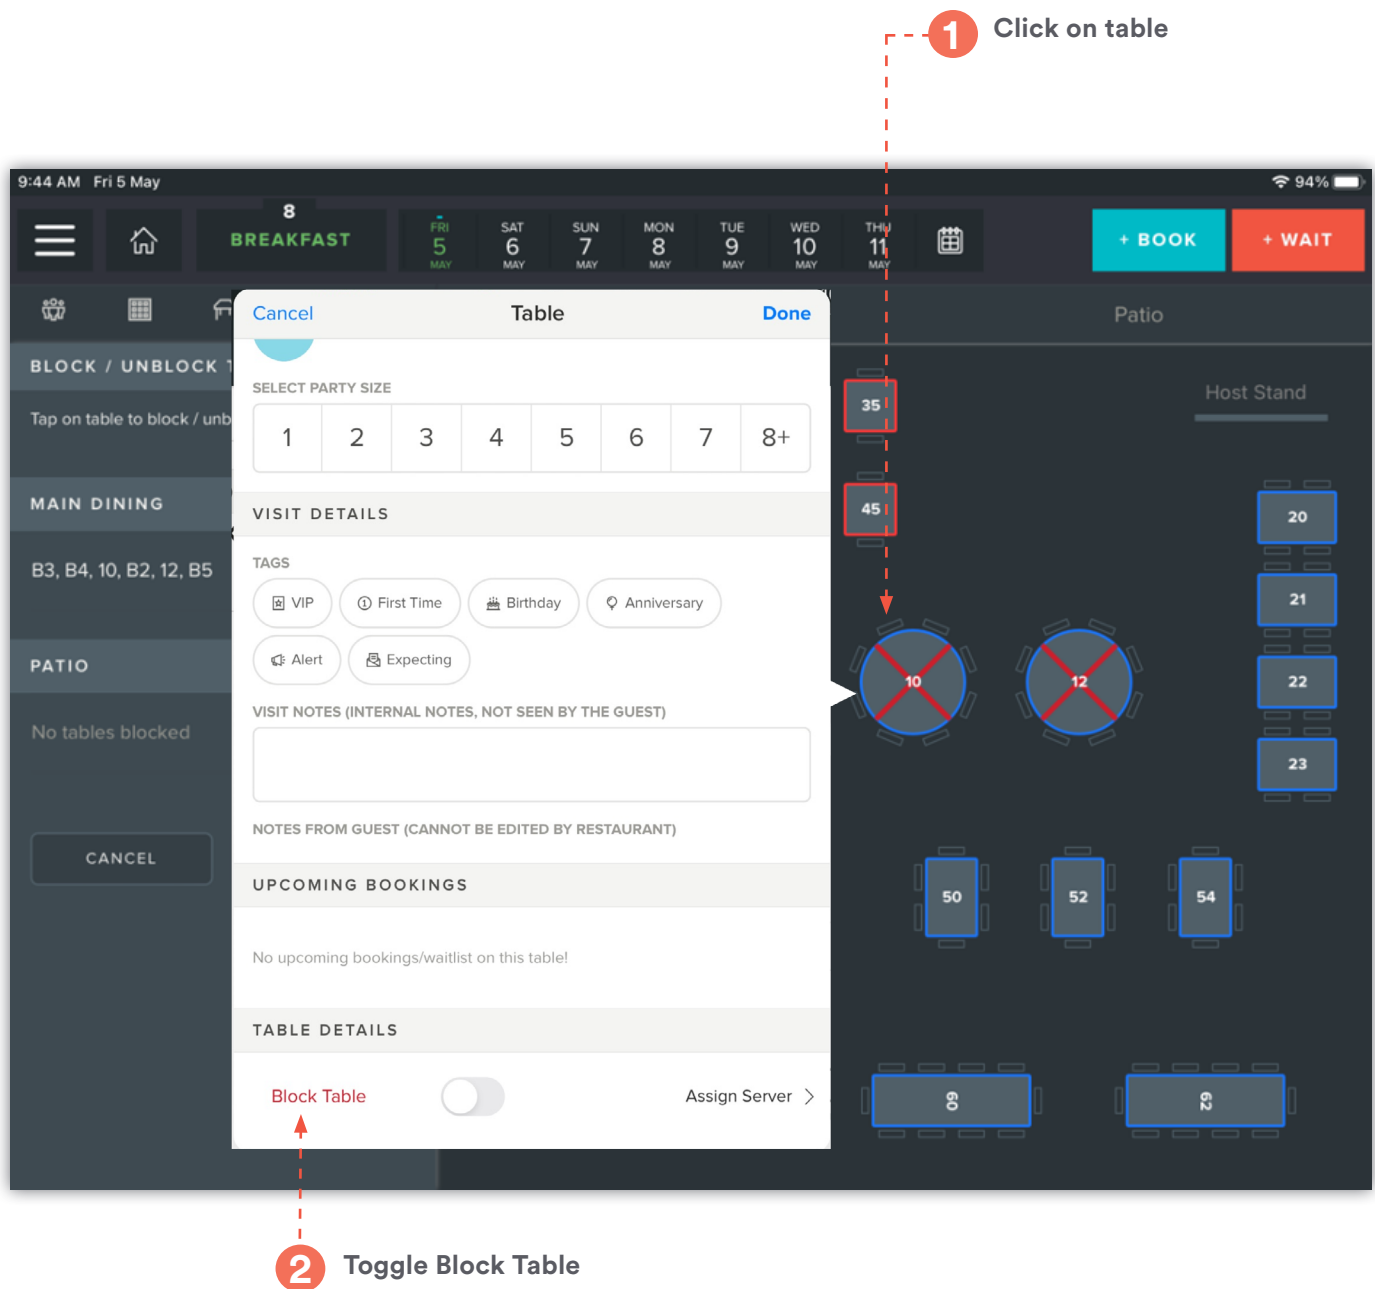 1 Click on table
9:44 AM Fri 5 May 94%
8
BREAKFAST
FRI 5 MAY
SAT 6 MAY
SUN 7 MAY
MON 8 MAY
TUE 9 MAY
WED 10 MAY
THU 11 MAY
+ BOOK
+ WAIT
Cancel Table Done
Patio
BLOCK / UNBLOCK
Tap on table to block / unb
MAIN DINING
B3, B4, 10, B2, 12, B5
PATIO
No tables blocked
CANCEL
SELECT PARTY SIZE
1 2 3 4 5 6 7 8+
VISIT DETAILS
TAGS
VIP First Time Birthday Anniversary
Alert Expecting
VISIT NOTES (INTERNAL NOTES, NOT SEEN BY THE GUEST)
NOTES FROM GUEST (CANNOT BE EDITED BY RESTAURANT)
UPCOMING BOOKINGS
No upcoming bookings/waitlist on this table!
TABLE DETAILS
Block Table Assign Server
Host Stand
35
45
20
21
10 12 22
23
50 52 54
60 62
2 Toggle Block Table